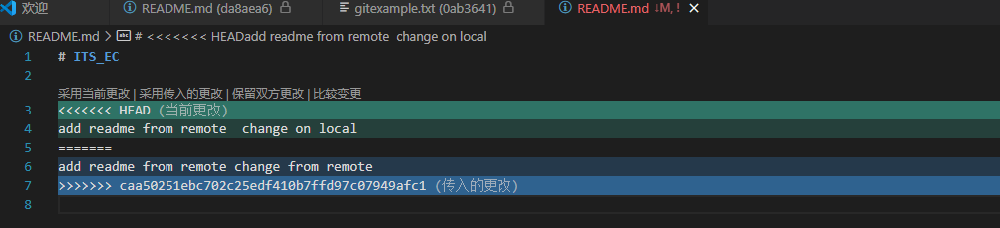 欢迎
README.md (da8aea6)
gitexample.txt (0ab3641)
README.md ↓M, !
README.md > # <<<<<<< HEADadd readme from remote  change on local
1 # ITS_EC
2
采用当前更改 | 采用传入的更改 | 保留双方更改 | 比较变更
3 <<<<<<< HEAD (当前更改)
4 add readme from remote  change on local
5 =======
6 add readme from remote change from remote
7 >>>>>>> caa50251ebc702c25edf410b7ffd97c07949afc1 (传入的更改)
8